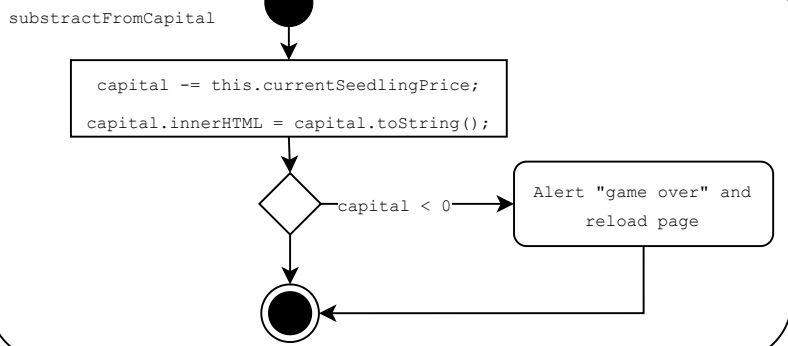 substractFromCapital
capital -= this.currentSeedlingPrice;
capital.innerHTML = capital.toString();
capital < 0
Alert "game over" and
reload page